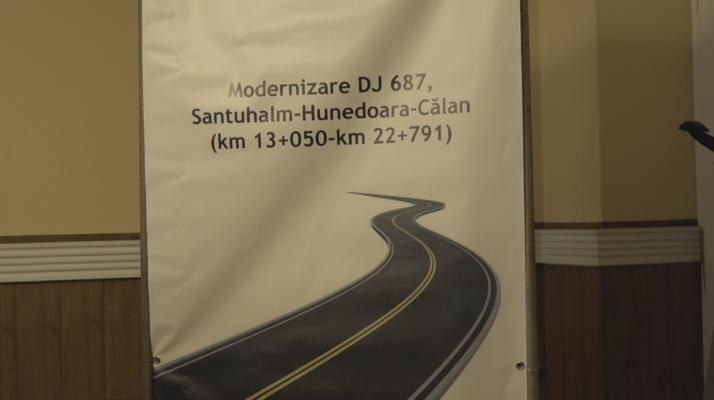 Modernizare DJ 687,
Santuhalm-Hunedoara-Călan
(km 13+050-km 22+791)